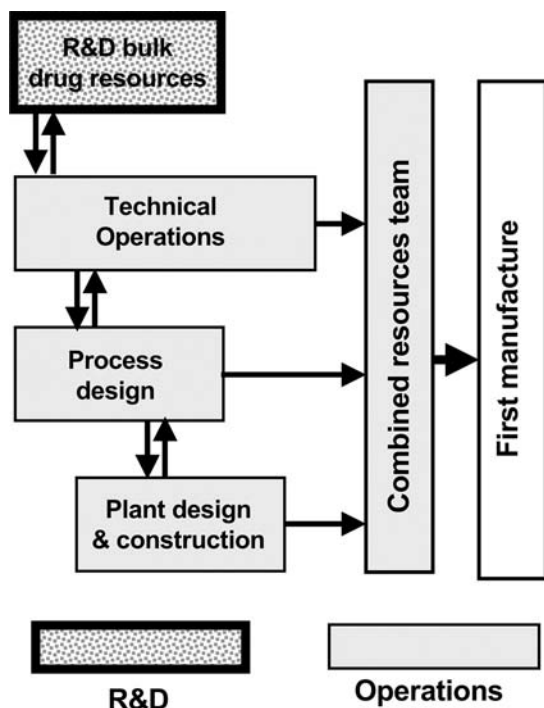 R&D bulk
drug resources
Technical
Operations
Process
design
Plant design
& construction
Combined resources team
First manufacture
R&D
Operations